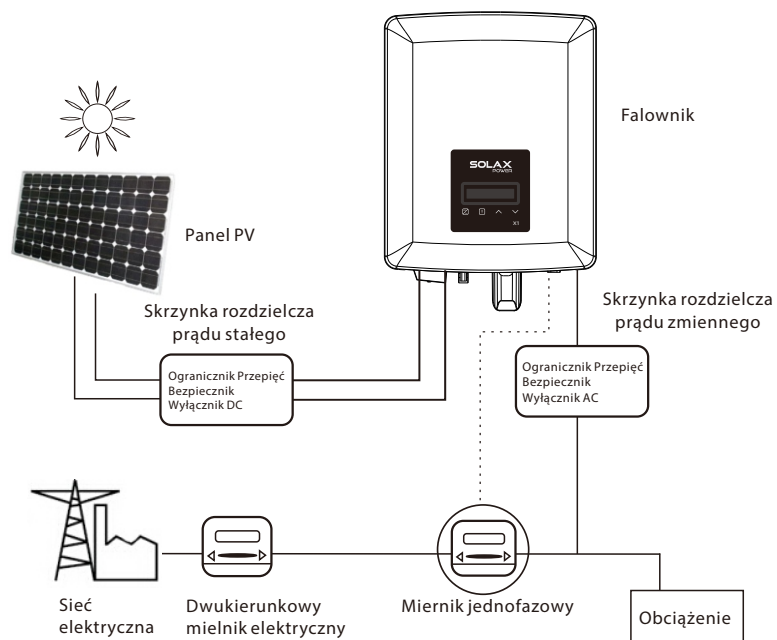 Falownik
SOLAX
POWER
X1
Panel PV
Skrzynka rozdzielcza
prądu stałego
Ogranicznik Przepięć
Bezpiecznik
Wyłącznik DC
Skrzynka rozdzielcza
prądu zmiennego
Ogranicznik Przepięć
Bezpiecznik
Wyłącznik AC
Sieć
elektryczna
Dwukierunkowy
mielnik elektryczny
Miernik jednofazowy
Obciążenie